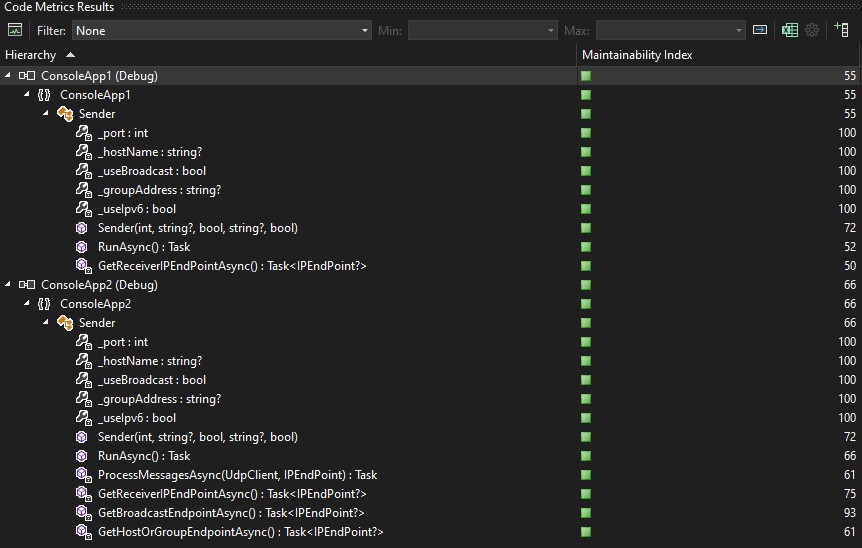 Code Metrics Results
Filter: None Min: Max:
Hierarchy Maintainability Index
ConsoleApp1 (Debug) 55
{} ConsoleApp1 55
Sender 55
_port : int 100
_hostName : string? 100
_useBroadcast : bool 100
_groupAddress : string? 100
_useIpv6 : bool 100
Sender(int, string?, bool, string?, bool) 72
RunAsync() : Task 52
GetReceiverIPEndPointAsync() : Task<IPEndPoint?> 50
ConsoleApp2 (Debug) 66
{} ConsoleApp2 66
Sender 66
_port : int 100
_hostName : string? 100
_useBroadcast : bool 100
_groupAddress : string? 100
_useIpv6 : bool 100
Sender(int, string?, bool, string?, bool) 72
RunAsync() : Task 66
ProcessMessagesAsync(UdpClient, IPEndPoint) : Task 61
GetReceiverIPEndPointAsync() : Task<IPEndPoint?> 75
GetBroadcastEndpointAsync() : Task<IPEndPoint?> 93
GetHostOrGroupEndpointAsync() : Task<IPEndPoint?> 61